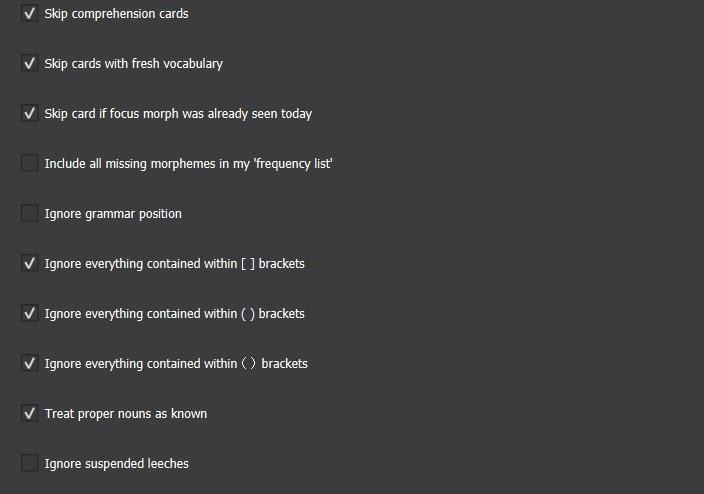 Skip comprehension cards
Skip cards with fresh vocabulary
Skip card if focus morph was already seen today
Include all missing morphemes in my 'frequency list'
Ignore grammar position
Ignore everything contained within [ ] brackets
Ignore everything contained within ( ) brackets
Ignore everything contained within（ ）brackets
Treat proper nouns as known
Ignore suspended leeches